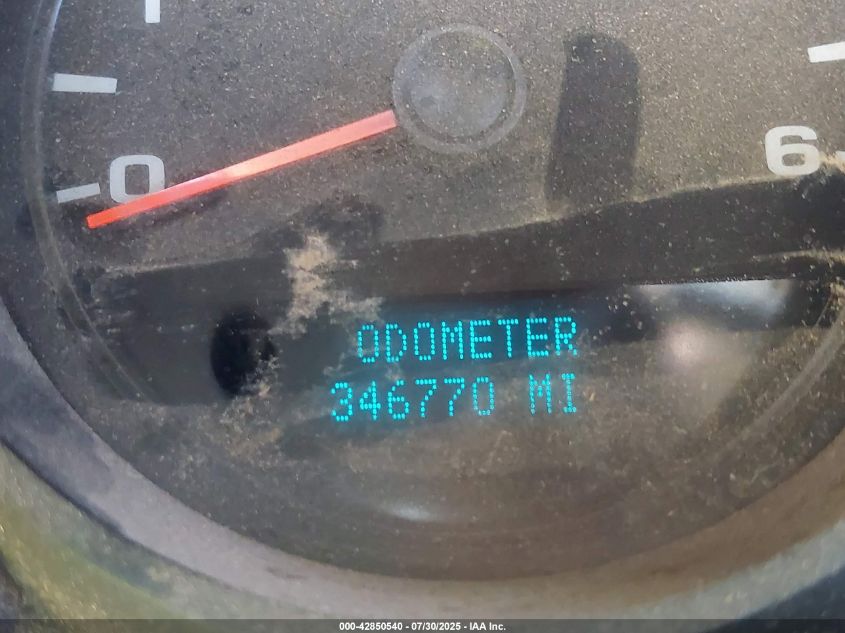 0
6
ODOMETER
346770 MI
000-42850540 - 07/30/2025 - IAA Inc.